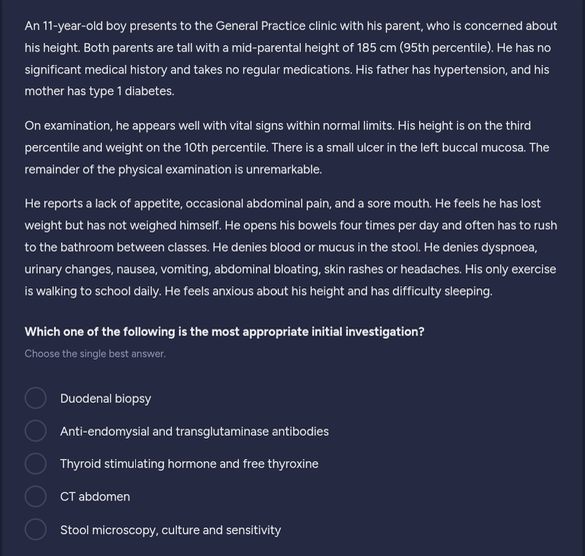 An 11-year-old boy presents to the General Practice clinic with his parent, who is concerned about
his height. Both parents are tall with a mid-parental height of 185 cm (95th percentile). He has no
significant medical history and takes no regular medications. His father has hypertension, and his
mother has type 1 diabetes.
On examination, he appears well with vital signs within normal limits. His height is on the third
percentile and weight on the 10th percentile. There is a small ulcer in the left buccal mucosa. The
remainder of the physical examination is unremarkable.
He reports a lack of appetite, occasional abdominal pain, and a sore mouth. He feels he has lost
weight but has not weighed himself. He opens his bowels four times per day and often has to rush
to the bathroom between classes. He denies blood or mucus in the stool. He denies dyspnoea,
urinary changes, nausea, vomiting, abdominal bloating, skin rashes or headaches. His only exercise
is walking to school daily. He feels anxious about his height and has difficulty sleeping.
Which one of the following is the most appropriate initial investigation?
Choose the single best answer.
Duodenal biopsy
Anti-endomysial and transglutaminase antibodies
Thyroid stimulating hormone and free thyroxine
CT abdomen
Stool microscopy, culture and sensitivity